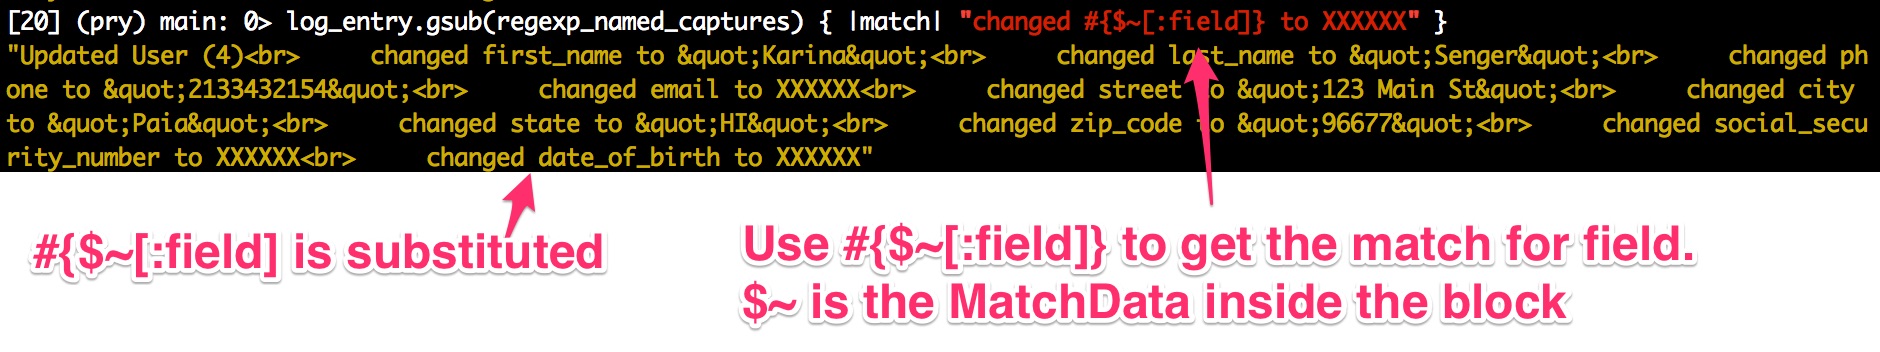 [20] (pry) main: 0> log_entry.gsub(regexp_named_captures) { |match| "changed #{$~[:field]} to XXXXXX" }
"Updated User (4)<br>     changed first_name to &quot;Karina&quot;<br>     changed last_name to &quot;Senger&quot;<br>     changed ph
one to &quot;2133432154&quot;<br>     changed email to XXXXXX<br>     changed street to &quot;123 Main St&quot;<br>     changed city
to &quot;Paia&quot;<br>     changed state to &quot;HI&quot;<br>     changed zip_code to &quot;96677&quot;<br>     changed social_secu
rity_number to XXXXXX<br>     changed date_of_birth to XXXXXX"
#{$~[:field] is substituted
Use #{$~[:field]} to get the match for field.
$~ is the MatchData inside the block